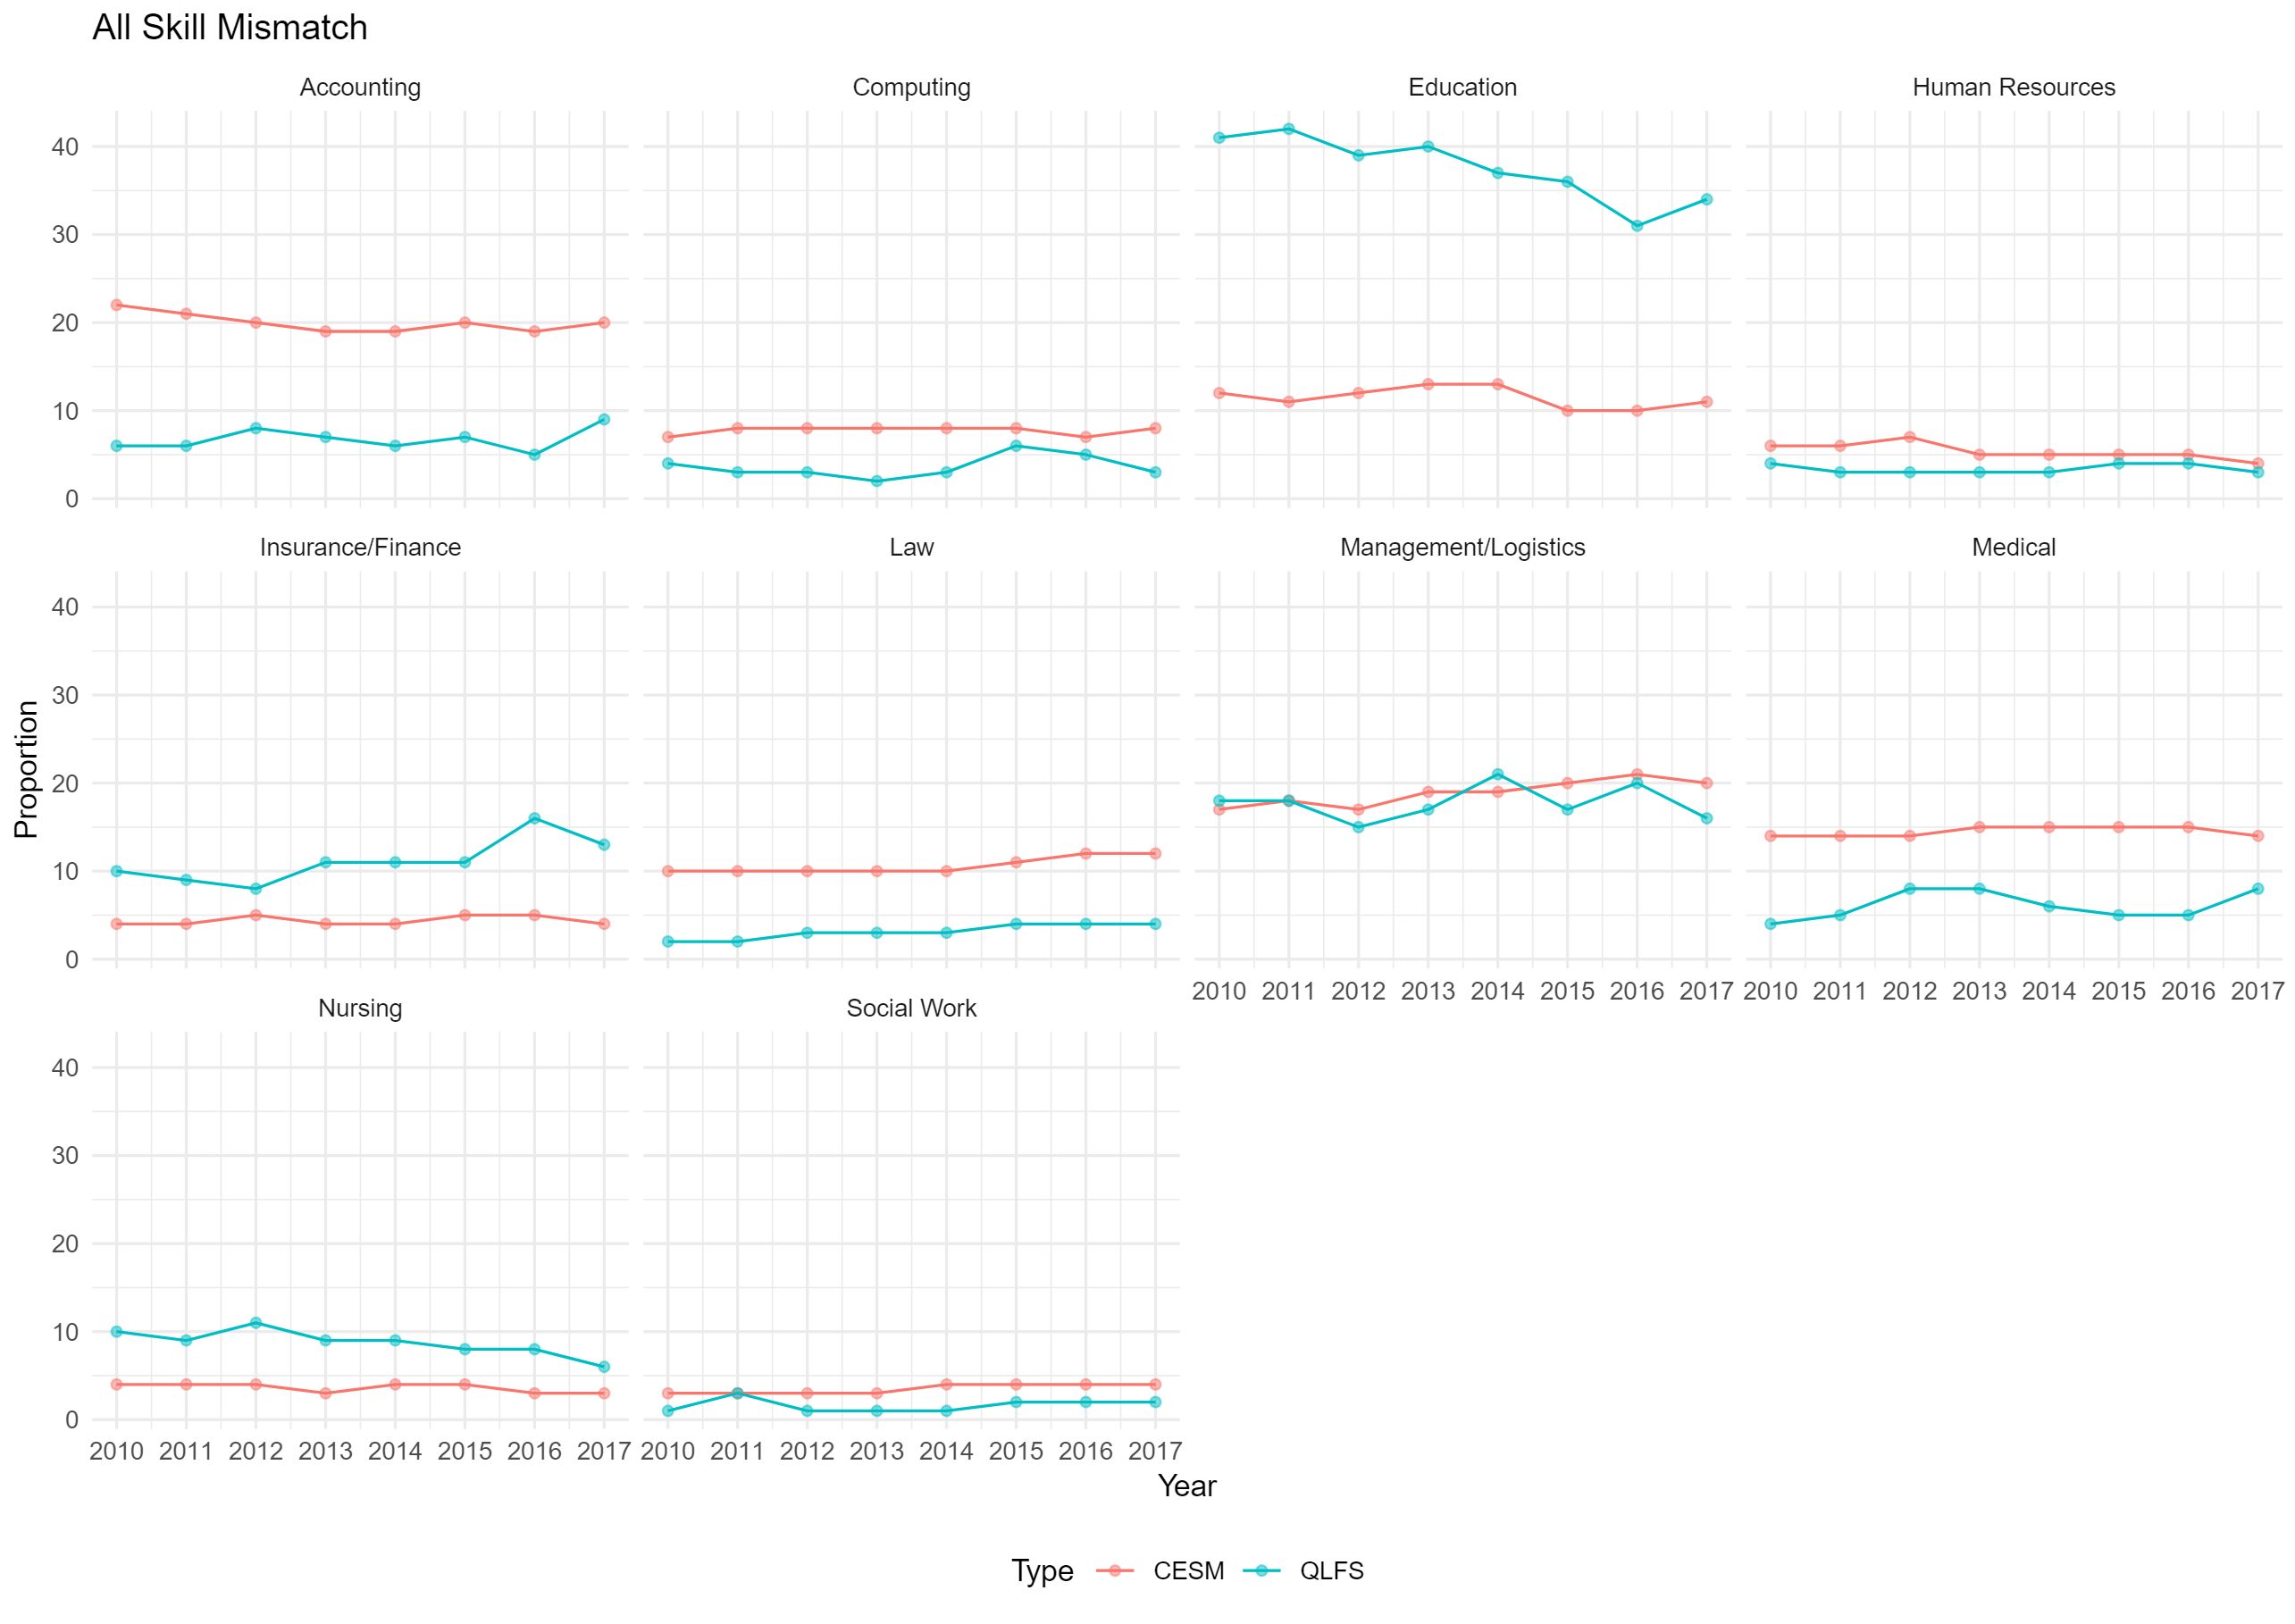 All Skill Mismatch
Accounting Computing Education Human Resources
40
30
20
10
0
Insurance/Finance Law Management/Logistics Medical
40
30
20
10
0
2010 2011 2012 2013 2014 2015 2016 2017 2010 2011 2012 2013 2014 2015 2016 2017
Nursing Social Work
40
30
20
10
0
2010 2011 2012 2013 2014 2015 2016 2017 2010 2011 2012 2013 2014 2015 2016 2017
Proportion
Year
Type CESM QLFS